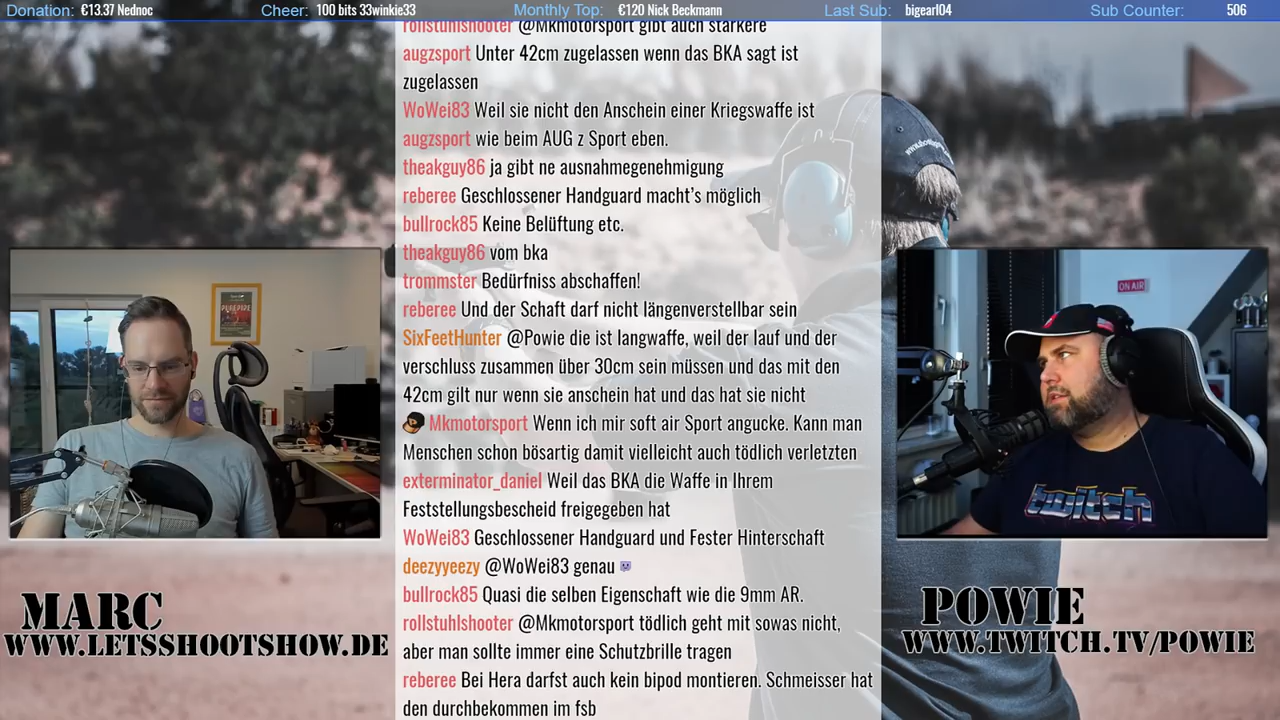 Donation: €13.37 Nednoc Cheer: 100 bits 33winkie33 Monthly Top: €120 Nick Beckmann Last Sub: bigearl04 Sub Counter: 506
rollstuhlshooter @Mkmotorsport gibt auch stärkere
augzsport Unter 42cm zugelassen wenn das BKA sagt ist
zugelassen
WoWei83 Weil sie nicht den Anschein einer Kriegswaffe ist
augzsport wie beim AUG z Sport eben.
theakguy86 ja gibt ne ausnahmegenehmigung
reberee Geschlossener Handguard macht's möglich
bullrock85 Keine Belüftung etc.
theakguy86 vom bka
trommster Bedürfniss abschaffen!
reberee Und der Schaft darf nicht längenverstellbar sein
SixFeetHunter @Powie die ist langwaffe, weil der lauf und der
verschluss zusammen über 30cm sein müssen und das mit den
42cm gilt nur wenn sie anschein hat und das hat sie nicht
Mkmotorsport Wenn ich mir soft air Sport angucke. Kann man
Menschen schon bösartig damit vielleicht auch tödlich verletzten
exterminator_daniel Weil das BKA die Waffe in Ihrem
Feststellungsbescheid freigegeben hat
WoWei83 Geschlossener Handguard und Fester Hinterschaft
deezyyeezy @WoWei83 genau
bullrock85 Quasi die selben Eigenschaft wie die 9mm AR.
rollstuhlshooter @Mkmotorsport tödlich geht mit sowas nicht,
aber man sollte immer eine Schutzbrille tragen
reberee Bei Hera darfst auch kein bipod montieren. Schmeisser hat
den durchbekommen im fsb
PUREFIRE
MARC
WWW.LETSSHOOTSHOW.DE
ON AIR
twitch
POWIE
WWW.TWITCH.TV/POWIE